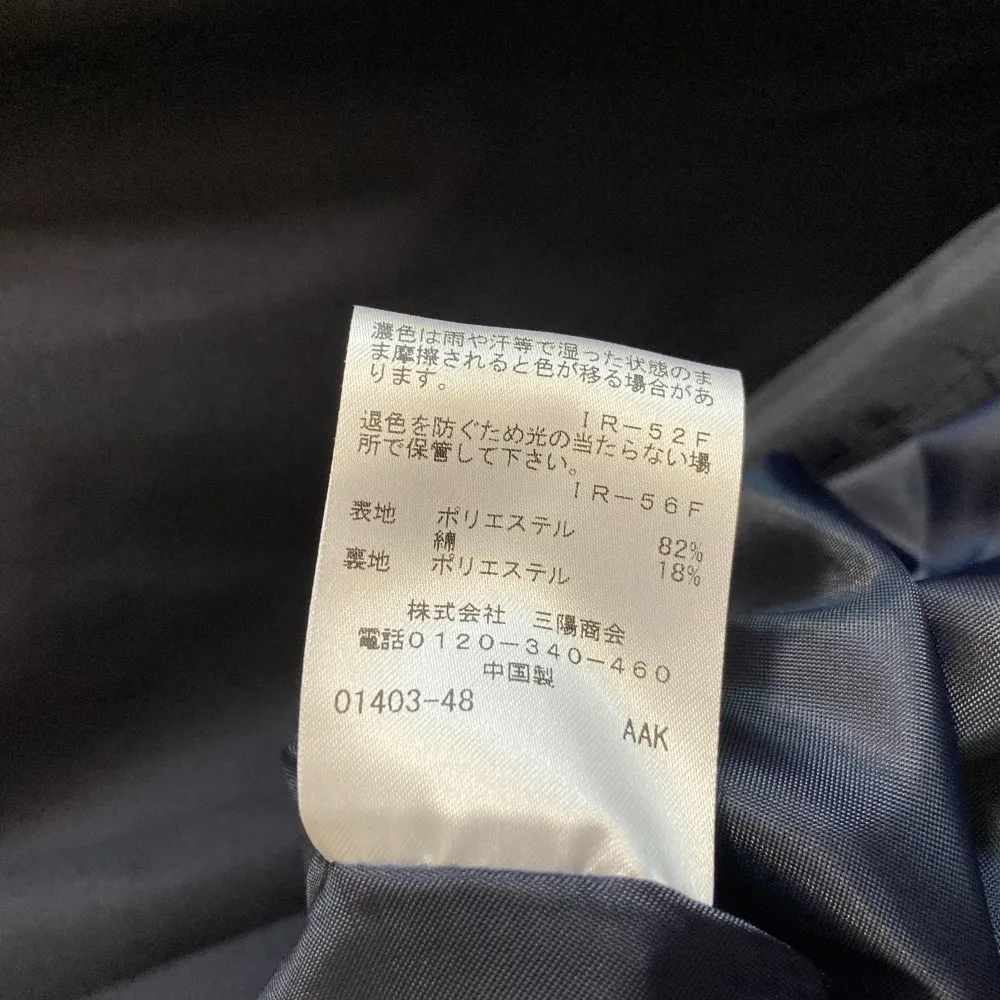 濃色は雨や汗等で湿った状態のま
ま摩擦されると色が移る場合があ
ります。
ＩＲ－５２Ｆ
退色を防ぐため光の当たらない場
所で保管して下さい。
ＩＲ－５６Ｆ
表地 ポリエステル 82%
綿 18%
裏地 ポリエステル
株式会社 三陽商会
電話０１２０－３４０－４６０
中国製
01403-48
AAK